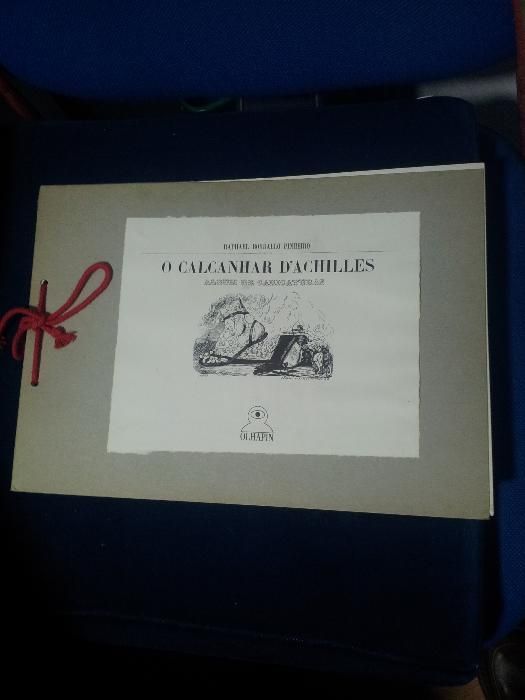 RAPHAEL BORDALLO PINHEIRO
O CALCANHAR D'ACHILLES
ALBUM DE CARICATURAS
OLHAPIN